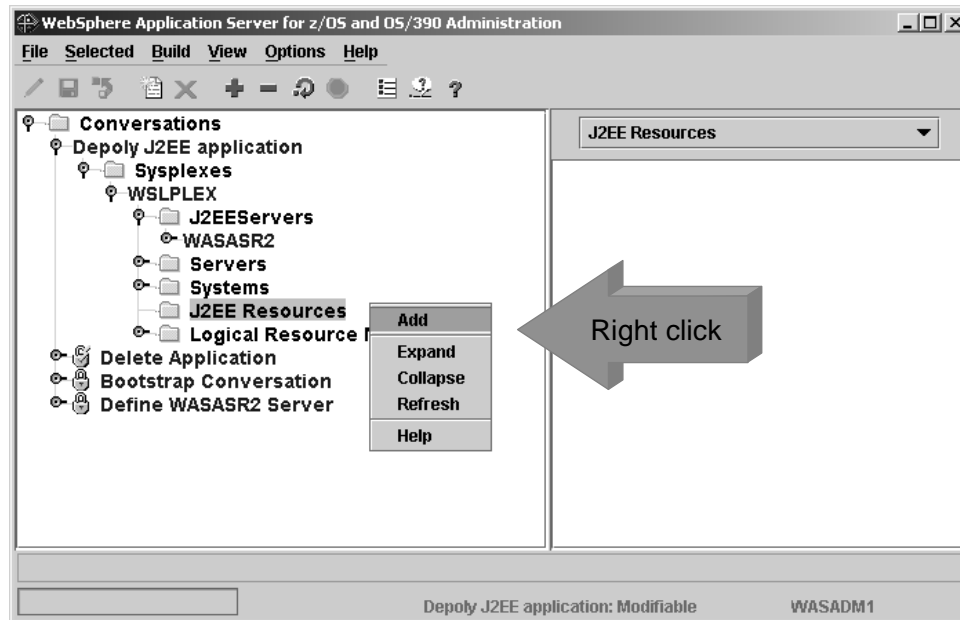 WebSphere Application Server for z/OS and OS/390 Administration
File Selected Build View Options Help
Conversations
Depoly J2EE application
Sysplexes
WSLPLEX
J2EEServers
WASASR2
Servers
Systems
J2EE Resources
Logical Resource
Delete Application
Bootstrap Conversation
Define WASASR2 Server
Add
Expand
Collapse
Refresh
Help
J2EE Resources
Right click
Depoly J2EE application: Modifiable WASADM1